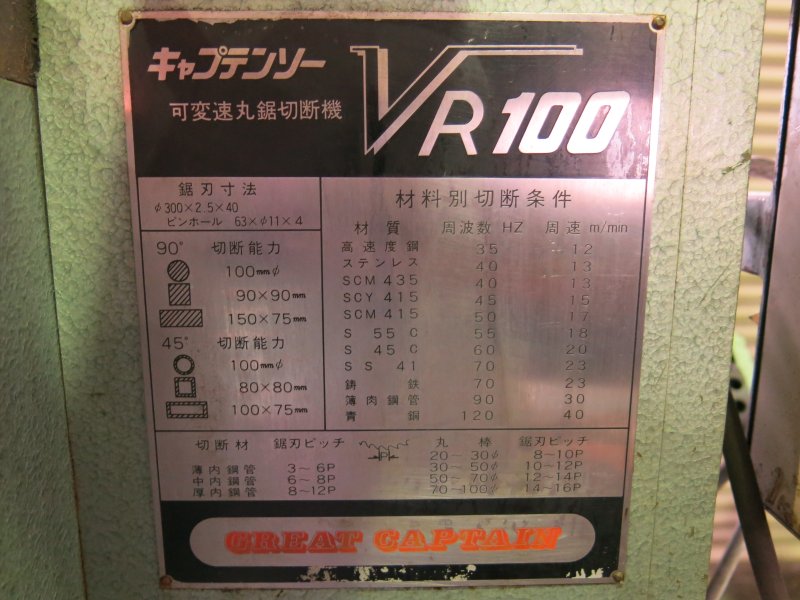 キャプテンソー
VR100
可変速丸鋸切断機
鋸刃寸法
φ300×2.5×40
ピンホール 63×φ11×4
90° 切断能力
100mmφ
90×90mm
150×75mm
45° 切断能力
100mmφ
80×80mm
100×75mm
材料別切断条件
材質 周波数 HZ 周速 m/min
高速度鋼 35 12
ステンレス 40 13
SCM 435 40 13
SCY 415 45 15
SCM 415 50 17
S 55 C 55 18
S 45 C 60 20
S S 41 70 23
鋳鉄 70 23
薄肉鋼管 90 30
青銅 120 40
切断材 鋸刃ピッチ
薄内鋼管 3～6P
中内鋼管 6～8P
厚内鋼管 8～12P
P
丸棒 鋸刃ピッチ
20～30φ 8～10P
30～50φ 10～12P
50～70φ 12～14P
70～100φ 14～16P
GREAT CAPTAIN